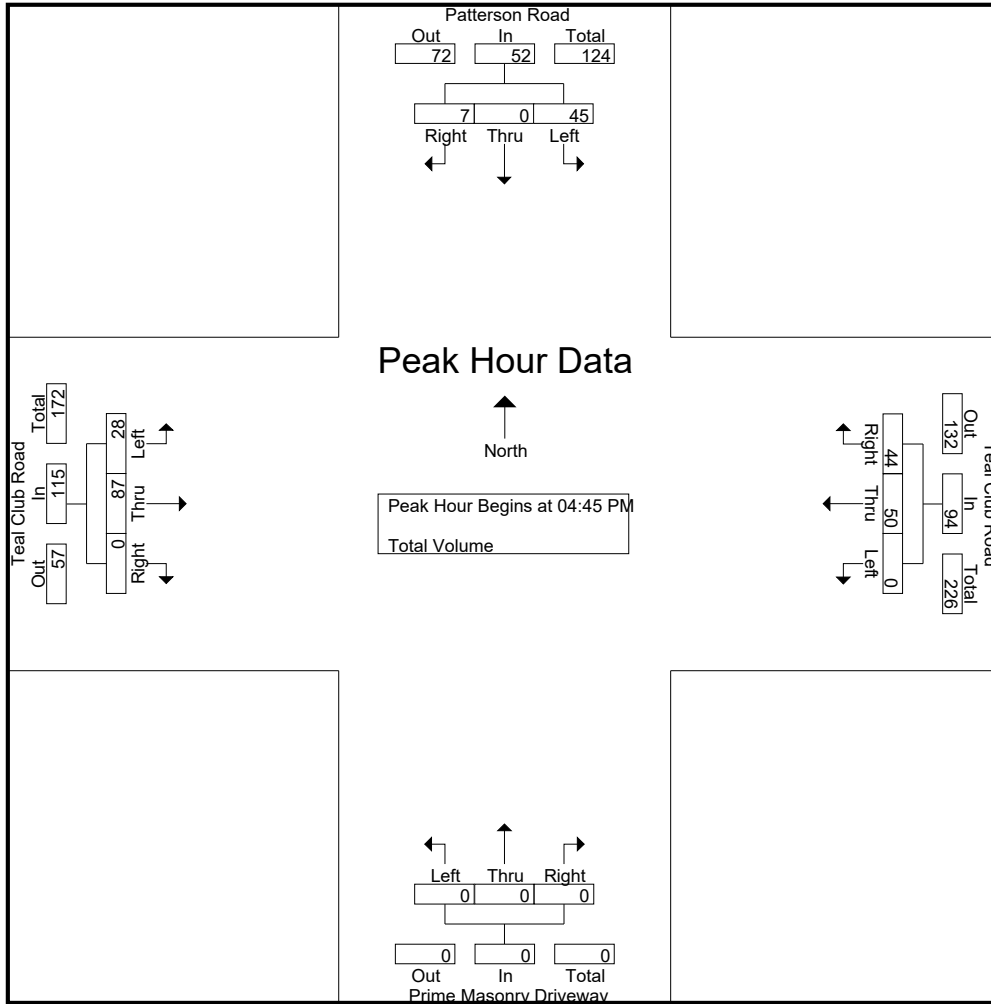 Patterson Road
Out In Total
72 52 124
7 0 45
Right Thru Left
Peak Hour Data
North
Peak Hour Begins at 04:45 PM
Total Volume
Teal Club Road
Total In Out
172 115 57
28 87 0
Left Thru Right
Teal Club Road
Out In Total
132 94 226
44 50 0
Right Thru Left
Left Thru Right
0 0 0
0 0 0
Out In Total
Prime Masonry Driveway